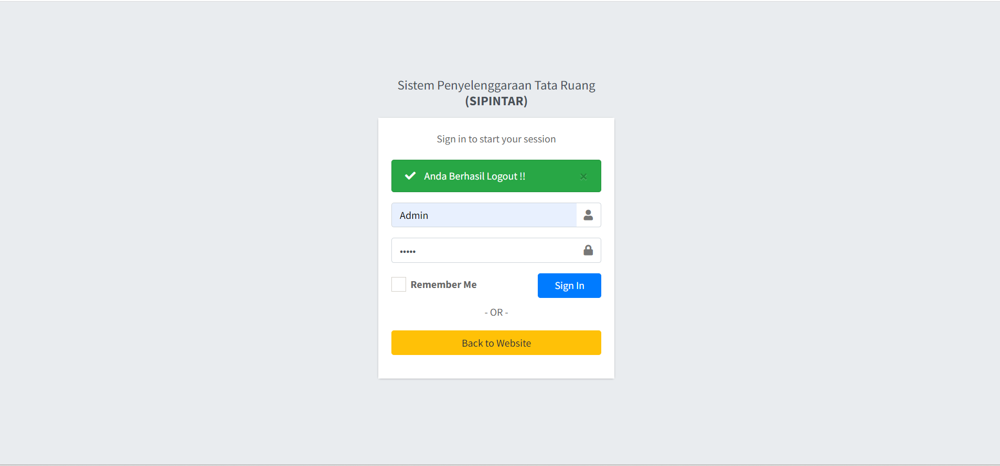 Sistem Penyelenggaraan Tata Ruang
(SIPINTAR)
Sign in to start your session
Anda Berhasil Logout !!
×
Admin
•••••
Remember Me
Sign In
- OR -
Back to Website